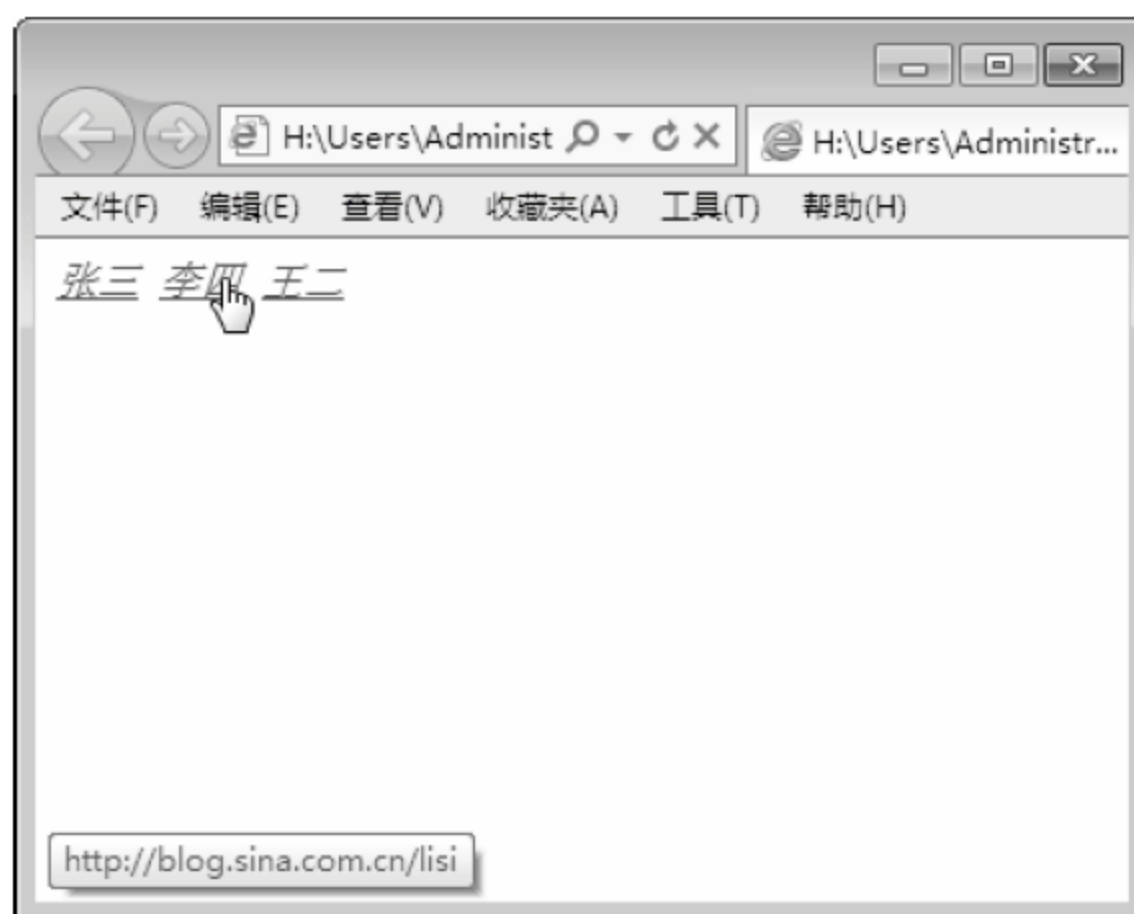 H:\Users\Administ
H:\Users\Administr...
文件(F) 编辑(E) 查看(V) 收藏夹(A) 工具(T) 帮助(H)
张三 李四 王二
http://blog.sina.com.cn/lisi